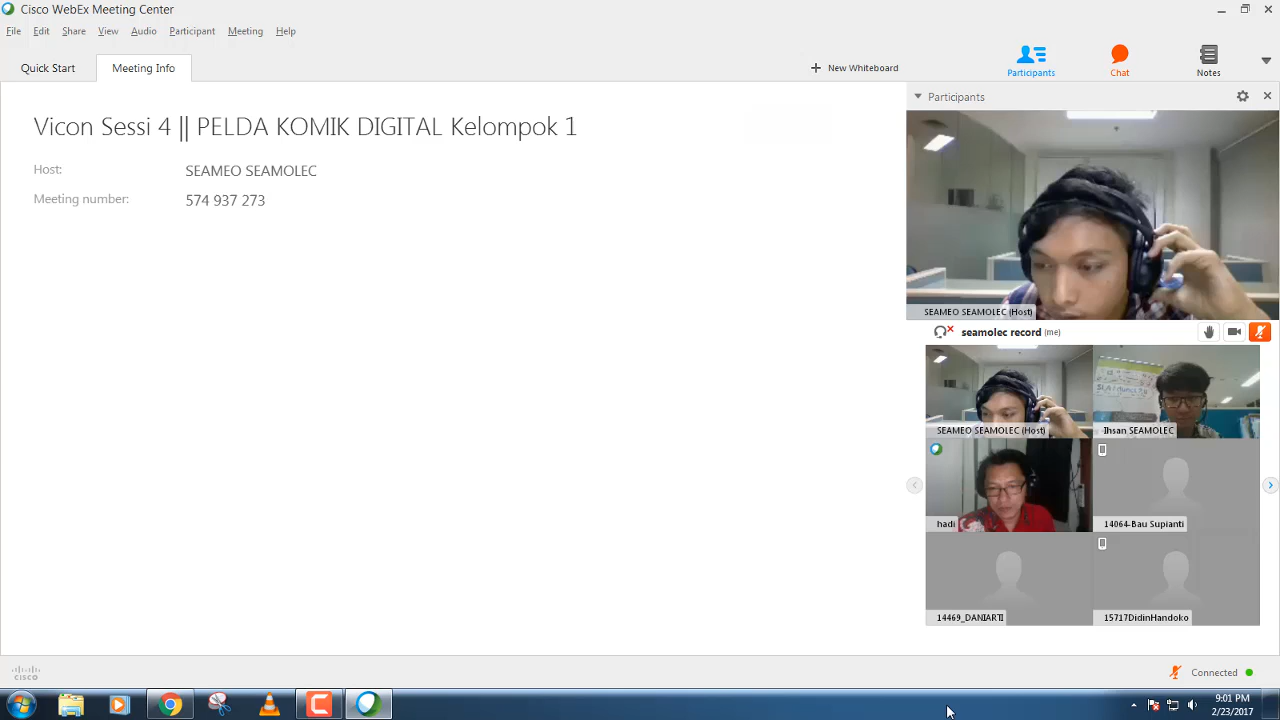 Cisco WebEx Meeting Center
File Edit Share View Audio Participant Meeting Help
Quick Start
Meeting Info
New Whiteboard
Participants
Chat
Notes
Vicon Sessi 4 || PELDA KOMIK DIGITAL Kelompok 1
Host: SEAMEO SEAMOLEC
Meeting number: 574 937 273
Participants
SEAMEO SEAMOLEC (Host)
seamolec record (me)
SEAMEO SEAMOLEC (Host)
Ihsan SEAMOLEC
hadi
14064-Bau Supianti
14469_DANIARTI
15717DidinHandoko
CISCO
Connected
9:01 PM
2/23/2017